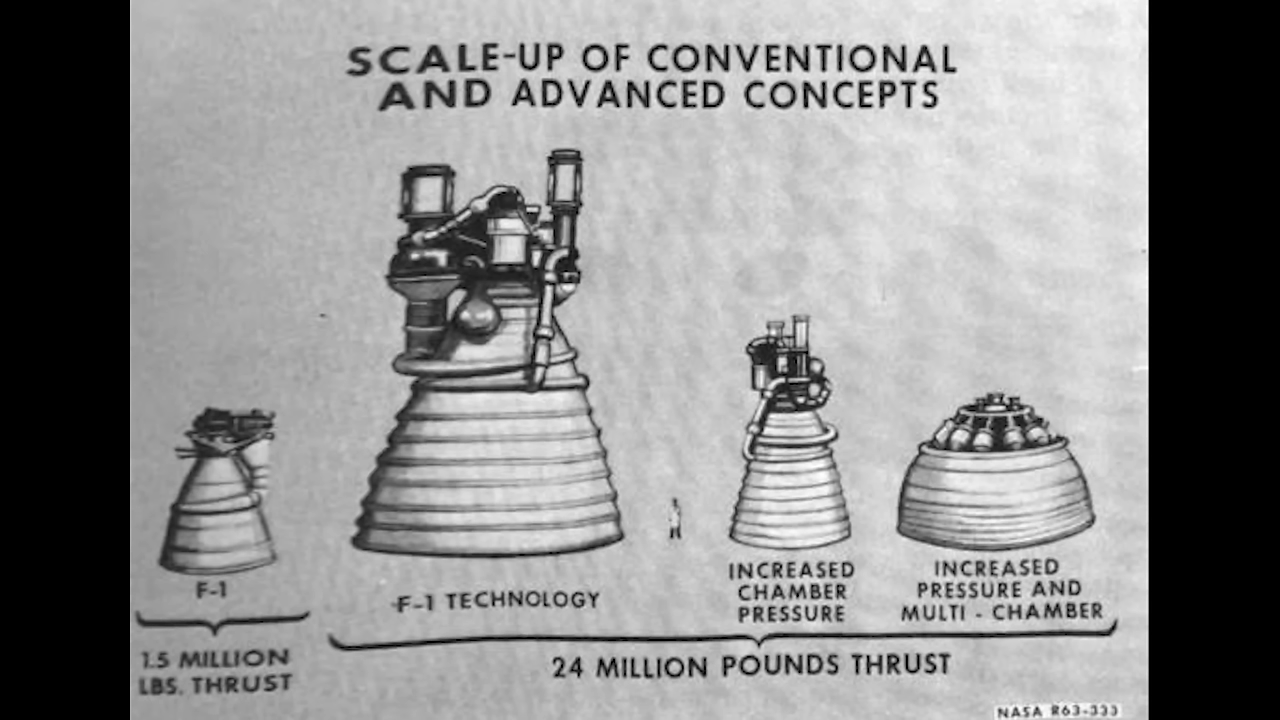 SCALE-UP OF CONVENTIONAL
AND ADVANCED CONCEPTS
F-1
F-1 TECHNOLOGY
INCREASED
CHAMBER
PRESSURE
INCREASED
PRESSURE AND
MULTI - CHAMBER
1.5 MILLION
LBS. THRUST
24 MILLION POUNDS THRUST
NASA R63-333